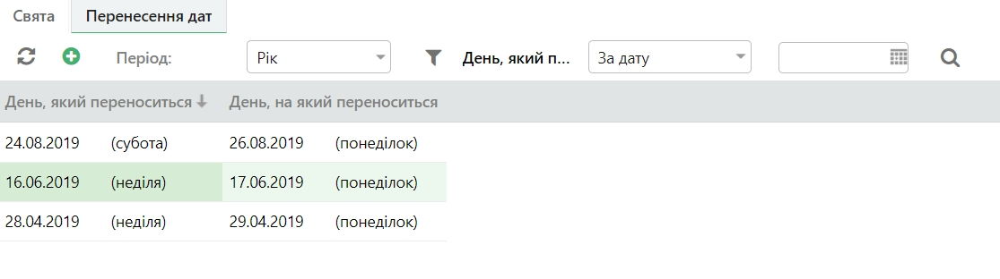 Свята Перенесення дат
Період: Рік День, який п... За дату
День, який переноситься День, на який переноситься
24.08.2019 (субота) 26.08.2019 (понеділок)
16.06.2019 (неділя) 17.06.2019 (понеділок)
28.04.2019 (неділя) 29.04.2019 (понеділок)